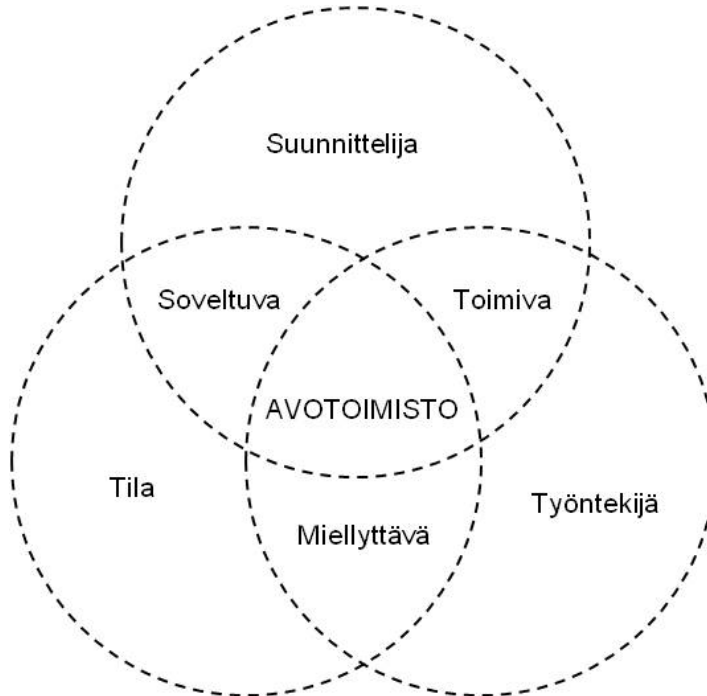 Suunnittelija
Soveltuva
Toimiva
AVOTOIMISTO
Tila
Työntekijä
Miellyttävä